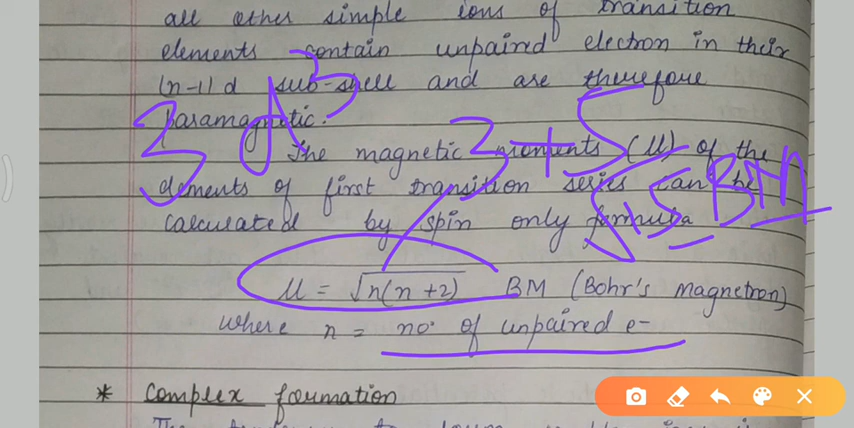 all other simple ions of transition
elements contain unpaired electron in their
(n-1) d sub-shell and are therefore
paramagnetic.
The magnetic moments (μ) of the
elements of first transition series can be
calculated by spin only formula
μ = √n(n+2) BM (Bohr's magnetron)
where n = no. of unpaired e-
* Complex formation
3d3
3+5
√15 BM